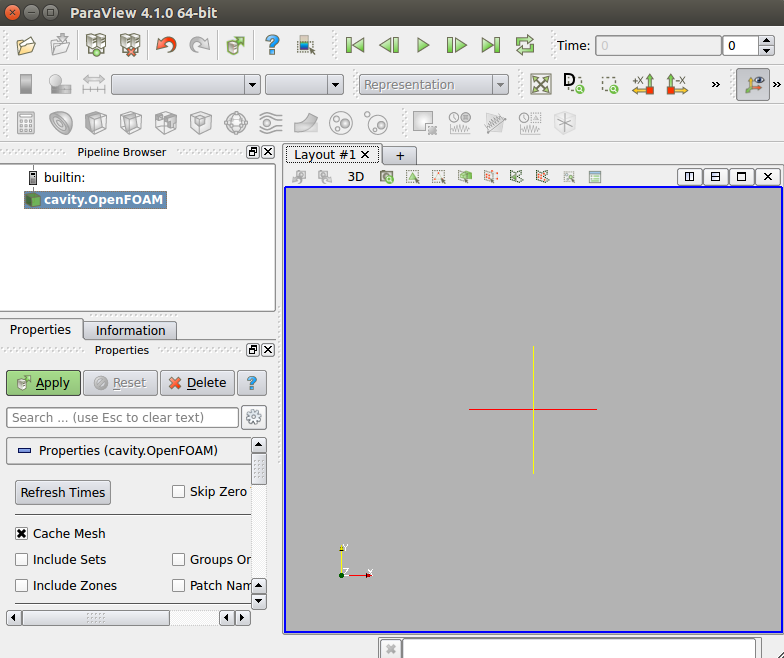 ParaView 4.1.0 64-bit
Time: 0 0
Representation
+X -X » »
Pipeline Browser
Layout #1 +
builtin:
3D
cavity.OpenFOAM
Properties Information
Properties
Apply Reset Delete ?
Search ... (use Esc to clear text)
Properties (cavity.OpenFOAM)
Refresh Times Skip Zero
Cache Mesh
Include Sets Groups Or
Include Zones Patch Nam
Y
Z X